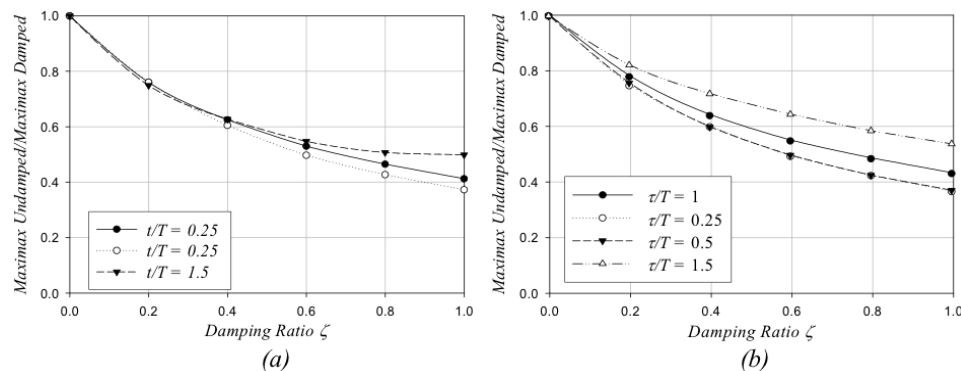 (a)
Maximax Undamped/Maximax Damped
1.0
0.8
0.6
0.4
0.2
0.0
t/T = 0.25
t/T = 0.25
t/T = 1.5
0.0 0.2 0.4 0.6 0.8 1.0
Damping Ratio ζ
(b)
Maximax Undamped/Maximax Damped
1.0
0.8
0.6
0.4
0.2
0.0
τ/T = 1
τ/T = 0.25
τ/T = 0.5
τ/T = 1.5
0.0 0.2 0.4 0.6 0.8 1.0
Damping Ratio ζ
(a)
(b)